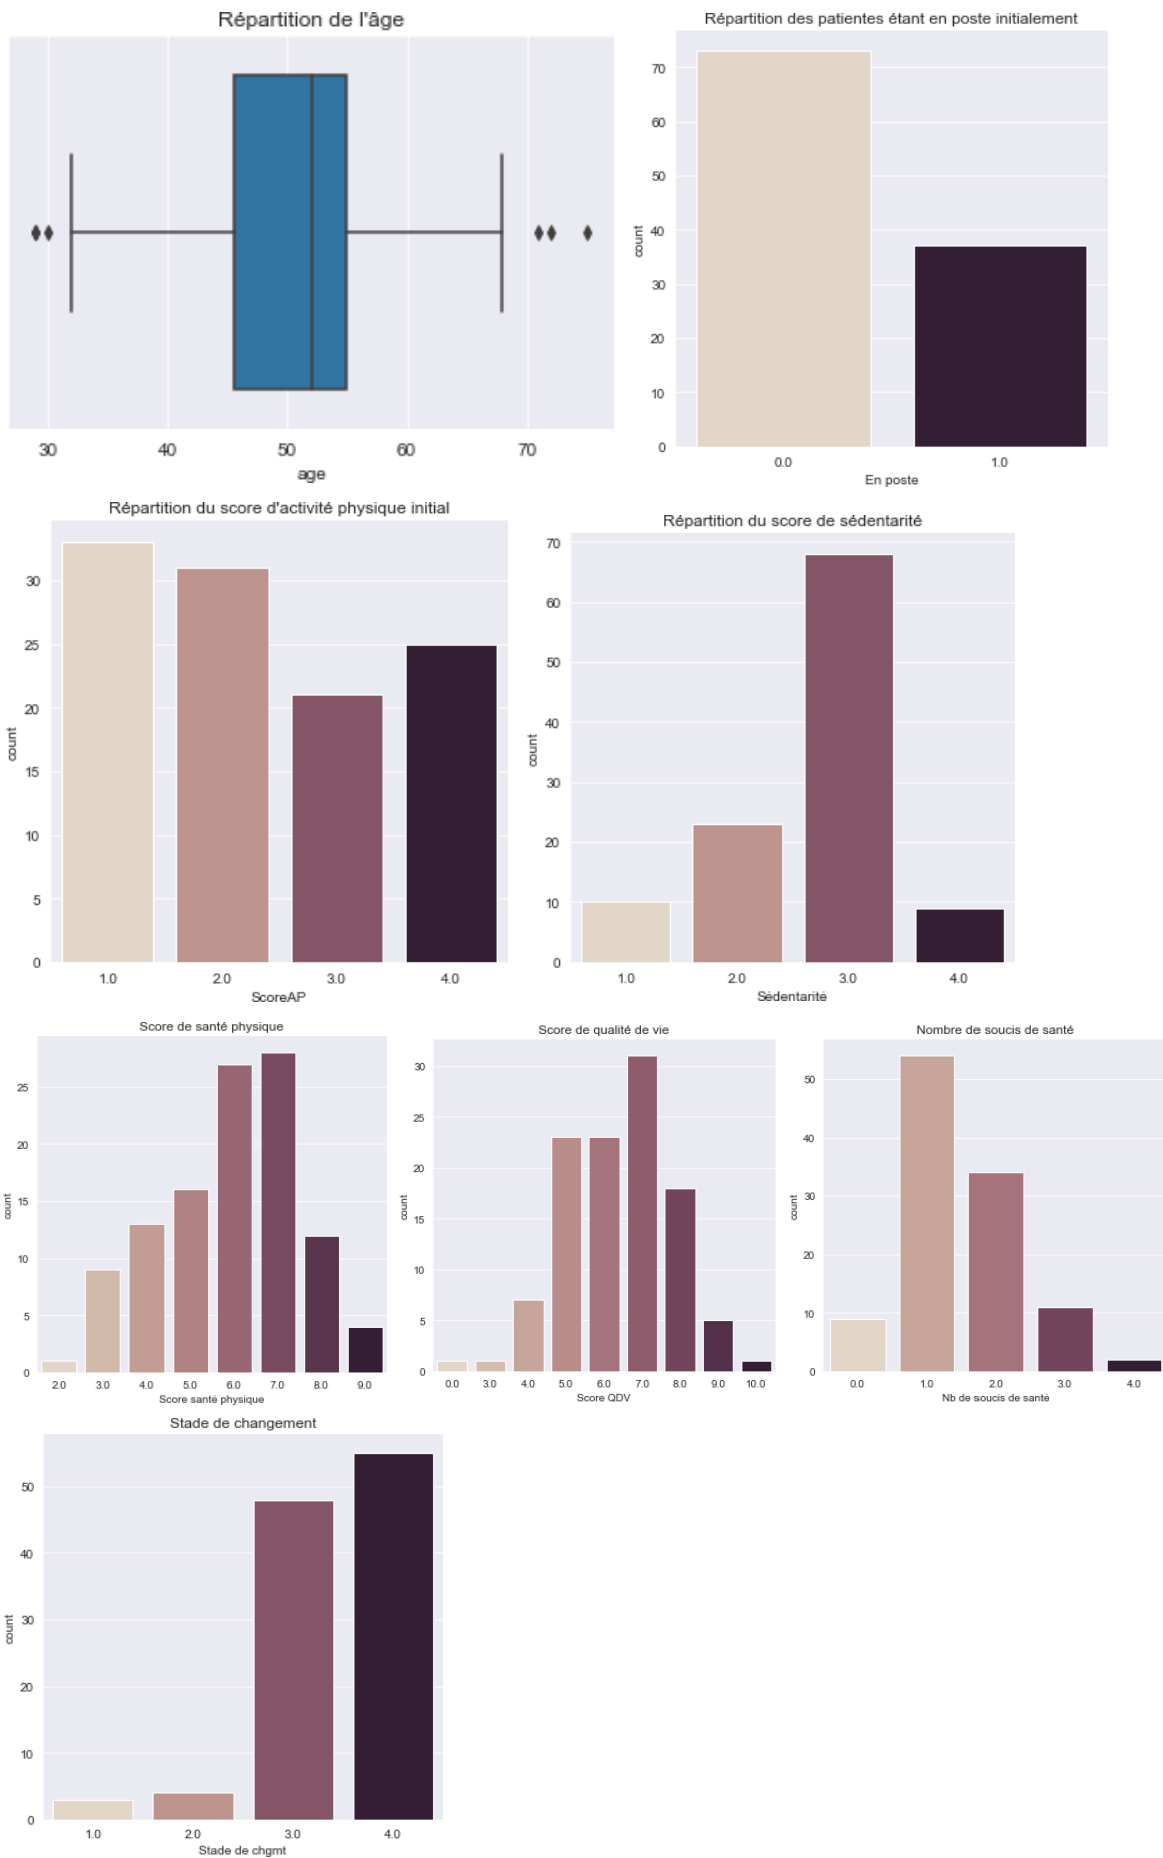 Répartition de l'âge
30 40 50 60 70
age
Répartition des patientes étant en poste initialement
70
60
50
40
30
20
10
0
count
0.0 1.0
En poste
Répartition du score d'activité physique initial
30
25
20
15
10
5
0
count
1.0 2.0 3.0 4.0
ScoreAP
Répartition du score de sédentarité
70
60
50
40
30
20
10
0
count
1.0 2.0 3.0 4.0
Sédentarité
Score de santé physique
25
20
15
10
5
0
count
2.0 3.0 4.0 5.0 6.0 7.0 8.0 9.0
Score santé physique
Score de qualité de vie
30
25
20
15
10
5
0
count
0.0 3.0 4.0 5.0 6.0 7.0 8.0 9.0 10.0
Score QDV
Nombre de soucis de santé
50
40
30
20
10
0
count
0.0 1.0 2.0 3.0 4.0
Nb de soucis de santé
Stade de changement
50
40
30
20
10
0
count
1.0 2.0 3.0 4.0
Stade de chgmt